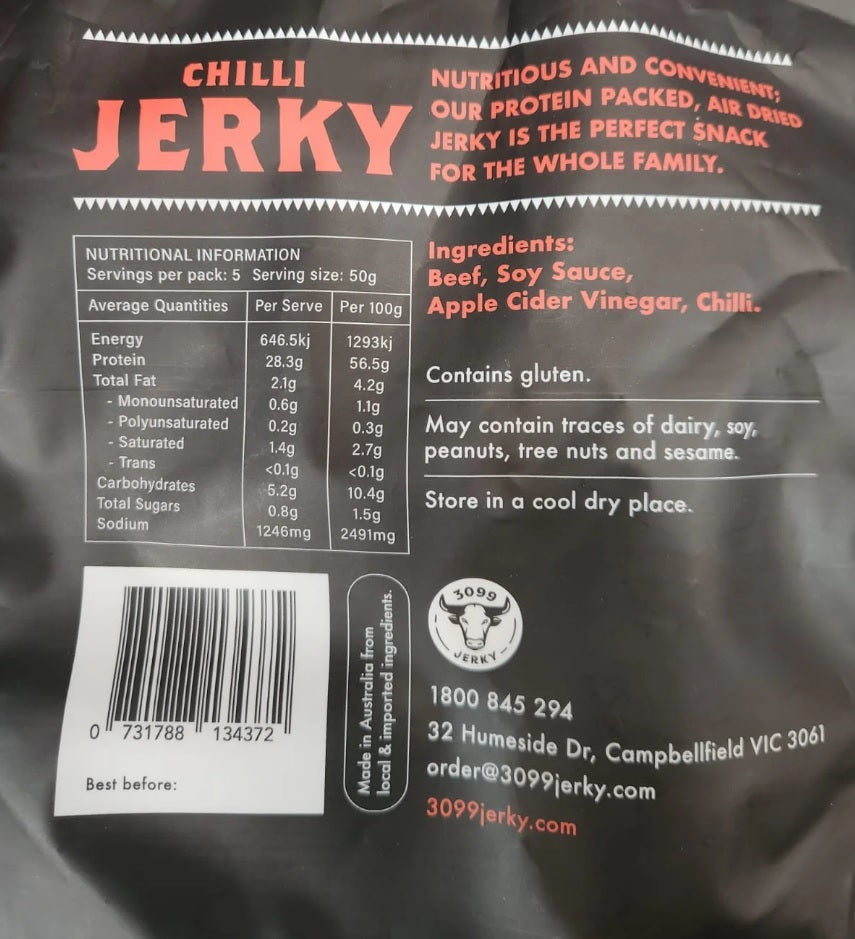 CHILLI
JERKY
NUTRITIOUS AND CONVENIENT;
OUR PROTEIN PACKED, AIR DRIED
JERKY IS THE PERFECT SNACK
FOR THE WHOLE FAMILY.
NUTRITIONAL INFORMATION
Servings per pack: 5 Serving size: 50g
Average Quantities Per Serve Per 100g
Energy 646.5kj 1293kj
Protein 28.3g 56.5g
Total Fat 2.1g 4.2g
- Monounsaturated 0.6g 1.1g
- Polyunsaturated 0.2g 0.3g
- Saturated 1.4g 2.7g
- Trans <0.1g <0.1g
Carbohydrates 5.2g 10.4g
Total Sugars 0.8g 1.5g
Sodium 1246mg 2491mg
Ingredients:
Beef, Soy Sauce,
Apple Cider Vinegar, Chilli.
Contains gluten.
May contain traces of dairy, soy,
peanuts, tree nuts and sesame.
Store in a cool dry place.
0 731788 134372
Best before:
Made in Australia from
local & imported ingredients.
3099
JERKY
1800 845 294
32 Humeside Dr, Campbellfield VIC 3061
order@3099jerky.com
3099jerky.com